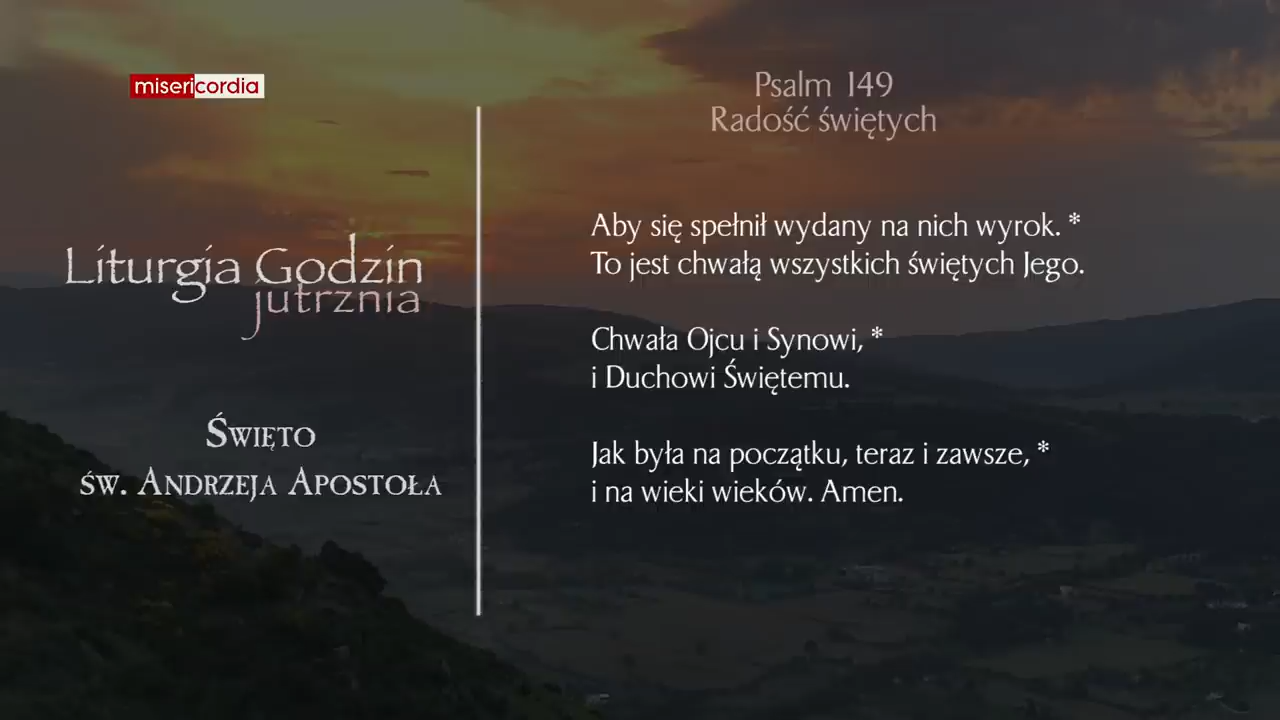 misericordia
Liturgia Godzin
jutrznia
Święto
św. Andrzeja Apostoła
Psalm 149
Radość świętych
Aby się spełnił wydany na nich wyrok. *
To jest chwałą wszystkich świętych Jego.
Chwała Ojcu i Synowi, *
i Duchowi Świętemu.
Jak była na początku, teraz i zawsze, *
i na wieki wieków. Amen.